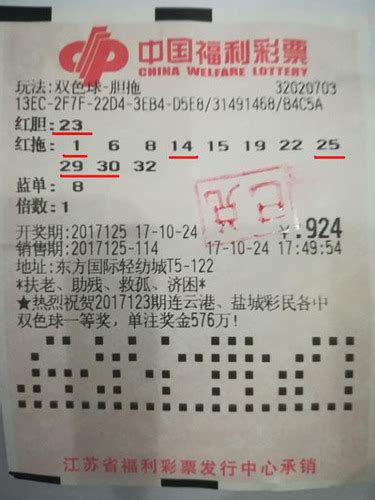 中国福利彩票
CHINA WELFARE LOTTERY
玩法:双色球-胆拖 32020703
13EC-2F7F-22D4-3EB4-D5E8/31491468/B4C5A
红胆:23
红拖: 1 6 8 14 15 19 22 25
29 30 32
蓝单: 8
倍数:1
已兑
开奖期:2017125 17-10-24 ¥:924
销售期:2017125-114 17-10-24 17:49:54
地址:东方国际轻纺城T5-122
*扶老、助残、救孤、济困*
★热烈祝贺2017123期连云港、盐城彩民各中
双色球一等奖，单注奖金576万!
江苏省福利彩票发行中心承销